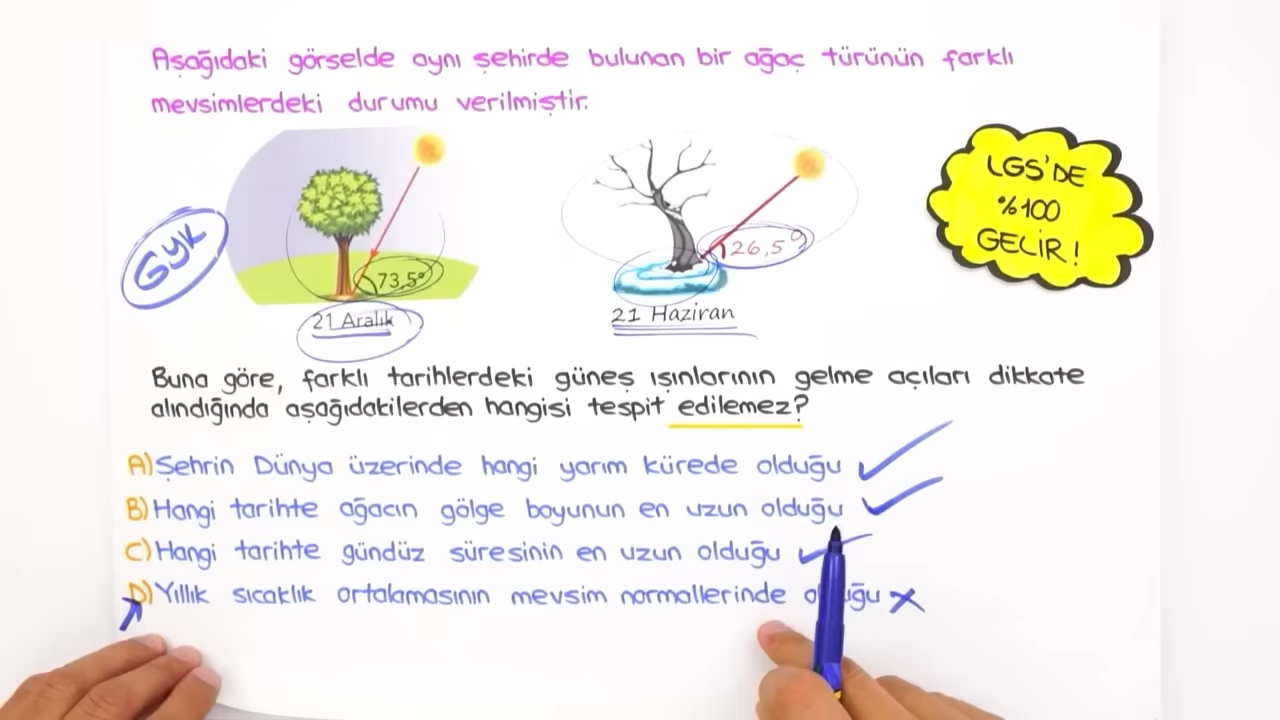 Aşağıdaki görselde aynı şehirde bulunan bir ağaç türünün farklı
mevsimlerdeki durumu verilmiştir.
GYK
73,5°
21 Aralık
26,5°
21 Haziran
LGS'DE
%100
GELİR!
Buna göre, farklı tarihlerdeki güneş ışınlarının gelme açıları dikkate
alındığında aşağıdakilerden hangisi tespit edilemez?
A) Şehrin Dünya üzerinde hangi yarım kürede olduğu
B) Hangi tarihte ağacın gölge boyunun en uzun olduğu
C) Hangi tarihte gündüz süresinin en uzun olduğu
D) Yıllık sıcaklık ortalamasının mevsim normallerinde